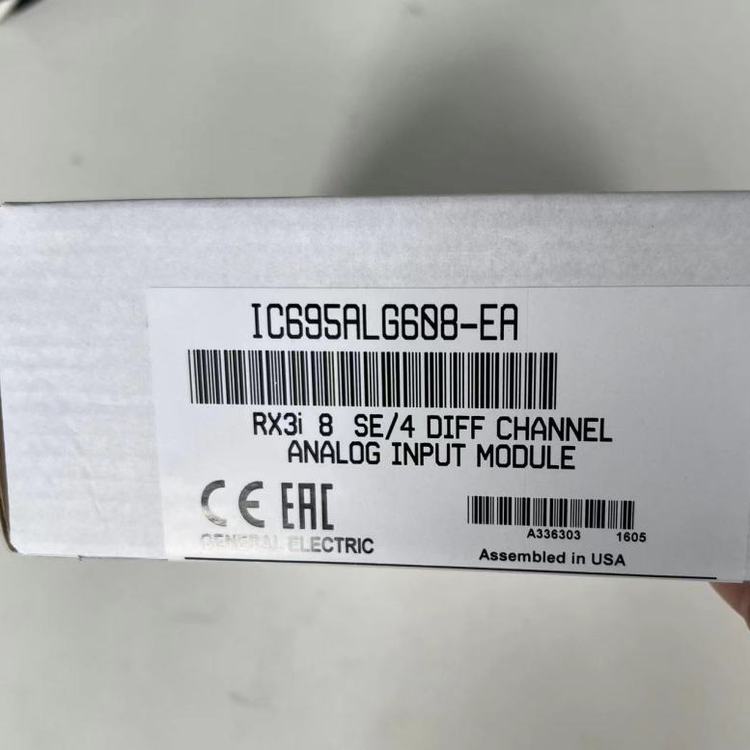 IC695ALG608-EA
RX3i 8 SE/4 DIFF CHANNEL
ANALOG INPUT MODULE
CE EAC
GENERAL ELECTRIC
A336303 1605
Assembled in USA